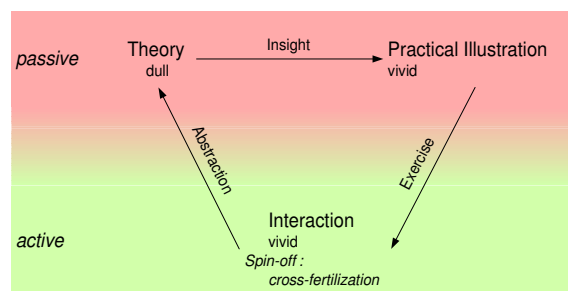 Theory
Insight
Practical Illustration
passive
dull
vivid
Abstraction
Exercise
Interaction
active
vivid
Spin-off :
cross-fertilization